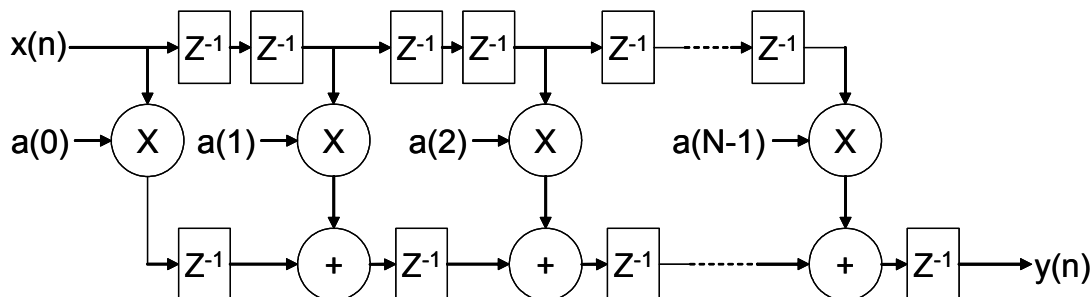 x(n) Z⁻¹ Z⁻¹ Z⁻¹ Z⁻¹ Z⁻¹ Z⁻¹
a(0) X a(1) X a(2) X a(N-1) X
Z⁻¹ + Z⁻¹ + Z⁻¹ + Z⁻¹ y(n)